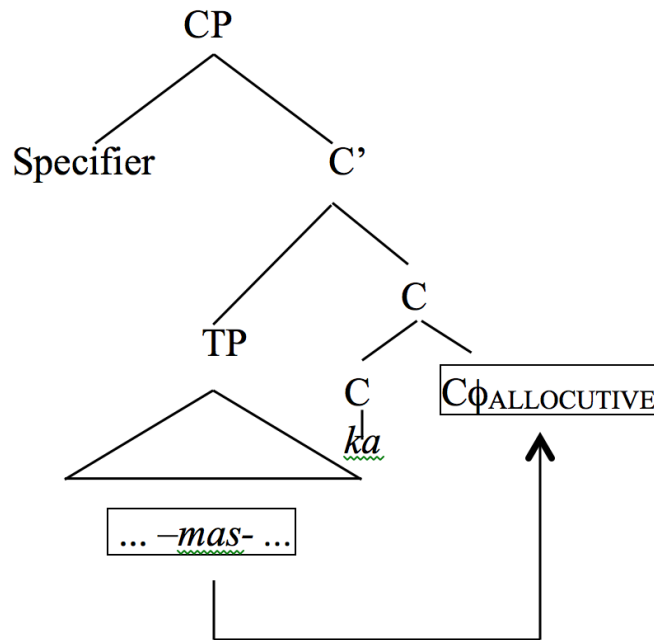 CP
Specifier C’
C
TP
C CϕALLOCUTIVE
ka
... –mas- ...